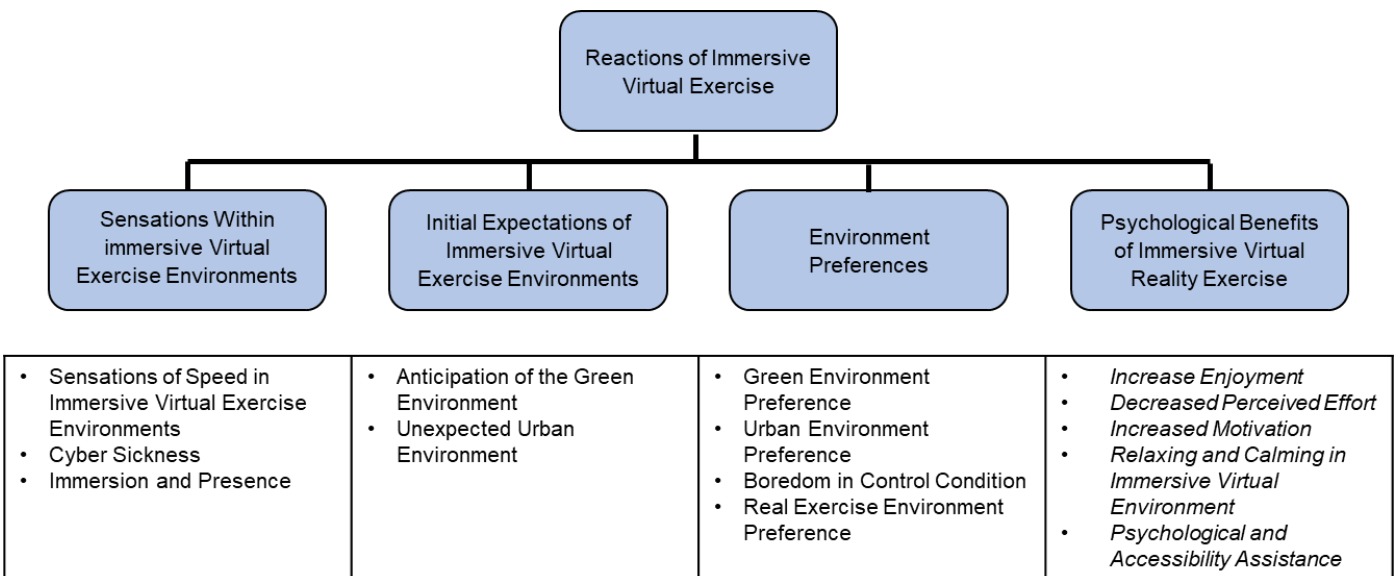 Reactions of Immersive
Virtual Exercise
Sensations Within
immersive Virtual
Exercise Environments
Initial Expectations of
Immersive Virtual
Exercise Environments
Environment
Preferences
Psychological Benefits
of Immersive Virtual
Reality Exercise
• Sensations of Speed in
Immersive Virtual Exercise
Environments
• Cyber Sickness
• Immersion and Presence
• Anticipation of the Green
Environment
• Unexpected Urban
Environment
• Green Environment
Preference
• Urban Environment
Preference
• Boredom in Control Condition
• Real Exercise Environment
Preference
• Increase Enjoyment
• Decreased Perceived Effort
• Increased Motivation
• Relaxing and Calming in
Immersive Virtual
Environment
• Psychological and
Accessibility Assistance